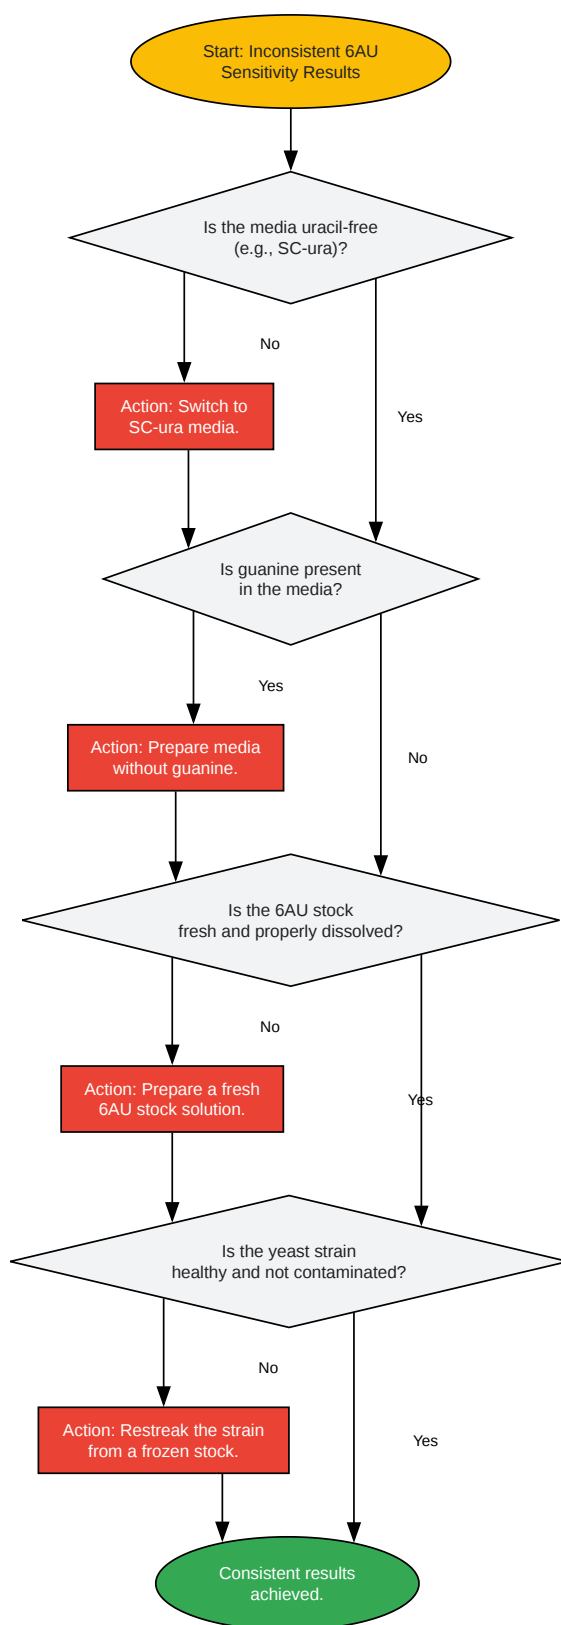 Start: Inconsistent 6AU
Sensitivity Results
Is the media uracil-free
(e.g., SC-ura)?
No
Action: Switch to
SC-ura media.
Yes
Is guanine present
in the media?
Yes
Action: Prepare media
without guanine.
No
Is the 6AU stock
fresh and properly dissolved?
No
Action: Prepare a fresh
6AU stock solution.
Yes
Is the yeast strain
healthy and not contaminated?
No
Action: Restreak the strain
from a frozen stock.
Yes
Consistent results
achieved.